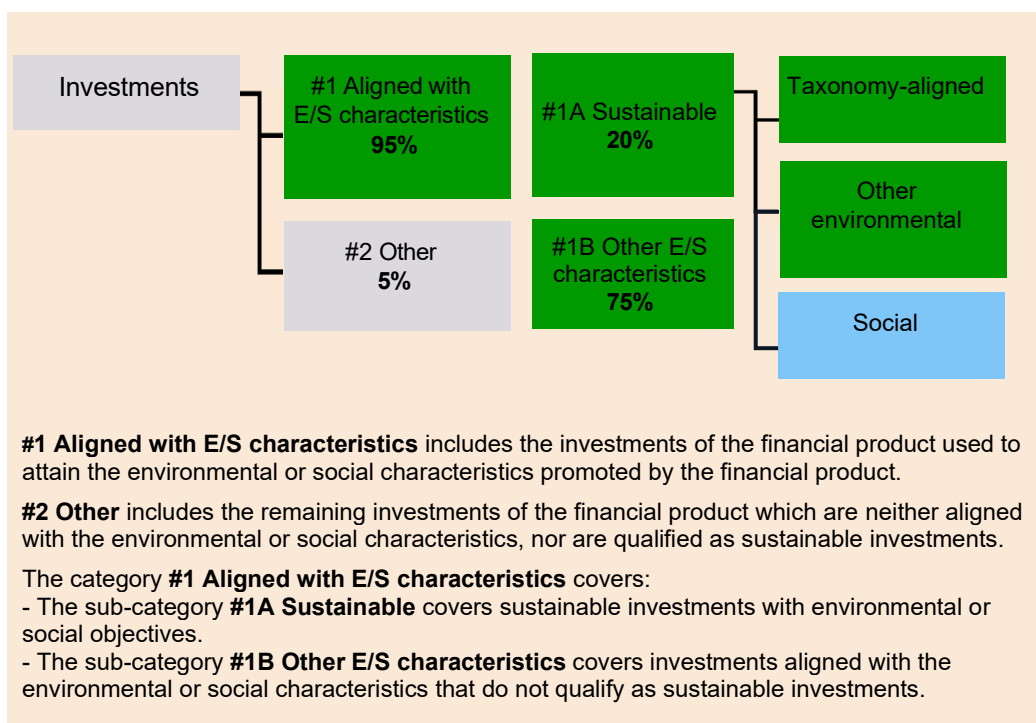 Investments
#1 Aligned with
E/S characteristics
95%
#2 Other
5%
#1A Sustainable
20%
#1B Other E/S
characteristics
75%
Taxonomy-aligned
Other
environmental
Social
#1 Aligned with E/S characteristics includes the investments of the financial product used to
attain the environmental or social characteristics promoted by the financial product.
#2 Other includes the remaining investments of the financial product which are neither aligned
with the environmental or social characteristics, nor are qualified as sustainable investments.
The category #1 Aligned with E/S characteristics covers:
- The sub-category #1A Sustainable covers sustainable investments with environmental or
social objectives.
- The sub-category #1B Other E/S characteristics covers investments aligned with the
environmental or social characteristics that do not qualify as sustainable investments.